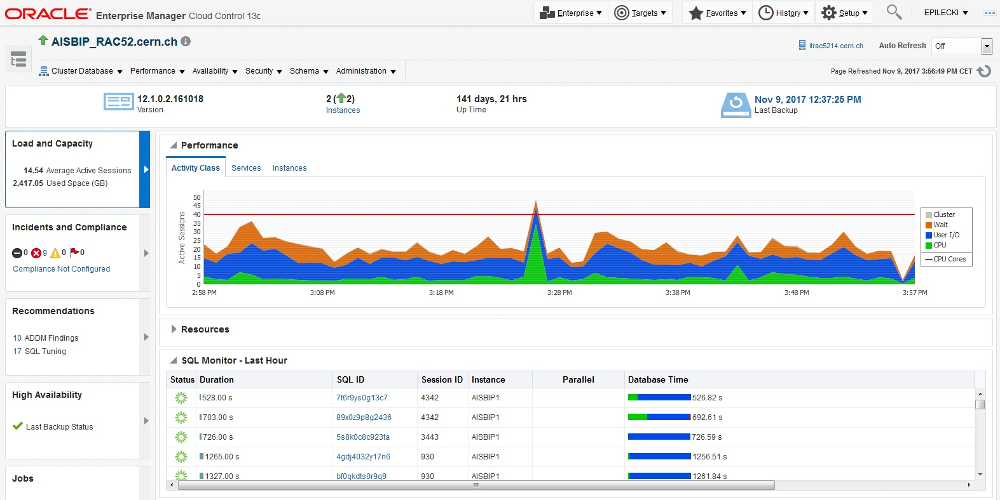 ORACLE Enterprise Manager Cloud Control 13c
Enterprise Targets Favorites History Setup EPILECKI
AISBIP_RAC52.cern.ch
itrac5214.cern.ch Auto Refresh Off
Cluster Database Performance Availability Security Schema Administration
Page Refreshed Nov 9, 2017 3:56:49 PM CET
12.1.0.2.161018
Version
2 (2)
Instances
141 days, 21 hrs
Up Time
Nov 9, 2017 12:37:25 PM
Last Backup
Load and Capacity
14.54 Average Active Sessions
2,417.05 Used Space (GB)
Incidents and Compliance
0 9 0 0
Compliance Not Configured
Recommendations
10 ADDM Findings
17 SQL Tuning
High Availability
Last Backup Status
Jobs
Performance
Activity Class Services Instances
Active Sessions
50
45
40
35
30
25
20
15
10
5
0
2:58 PM 3:08 PM 3:18 PM 3:28 PM 3:38 PM 3:48 PM 3:57PM
Cluster
Wait
User I/O
CPU
CPU Cores
Resources
SQL Monitor - Last Hour
Status Duration SQL ID Session ID Instance Parallel Database Time
528.00 s 7t6r9ys0g13c7 4342 AISBIP1 526.82 s
703.00 s 89x0z9p8g2436 4342 AISBIP1 692.61 s
726.00 s 5s8k0c8c923ta 3443 AISBIP1 726.59 s
1265.00 s 4gdj4032y17n6 930 AISBIP1 1256.51 s
1327.00 s bf0qkdts0r9q9 930 AISBIP1 1261.84 s